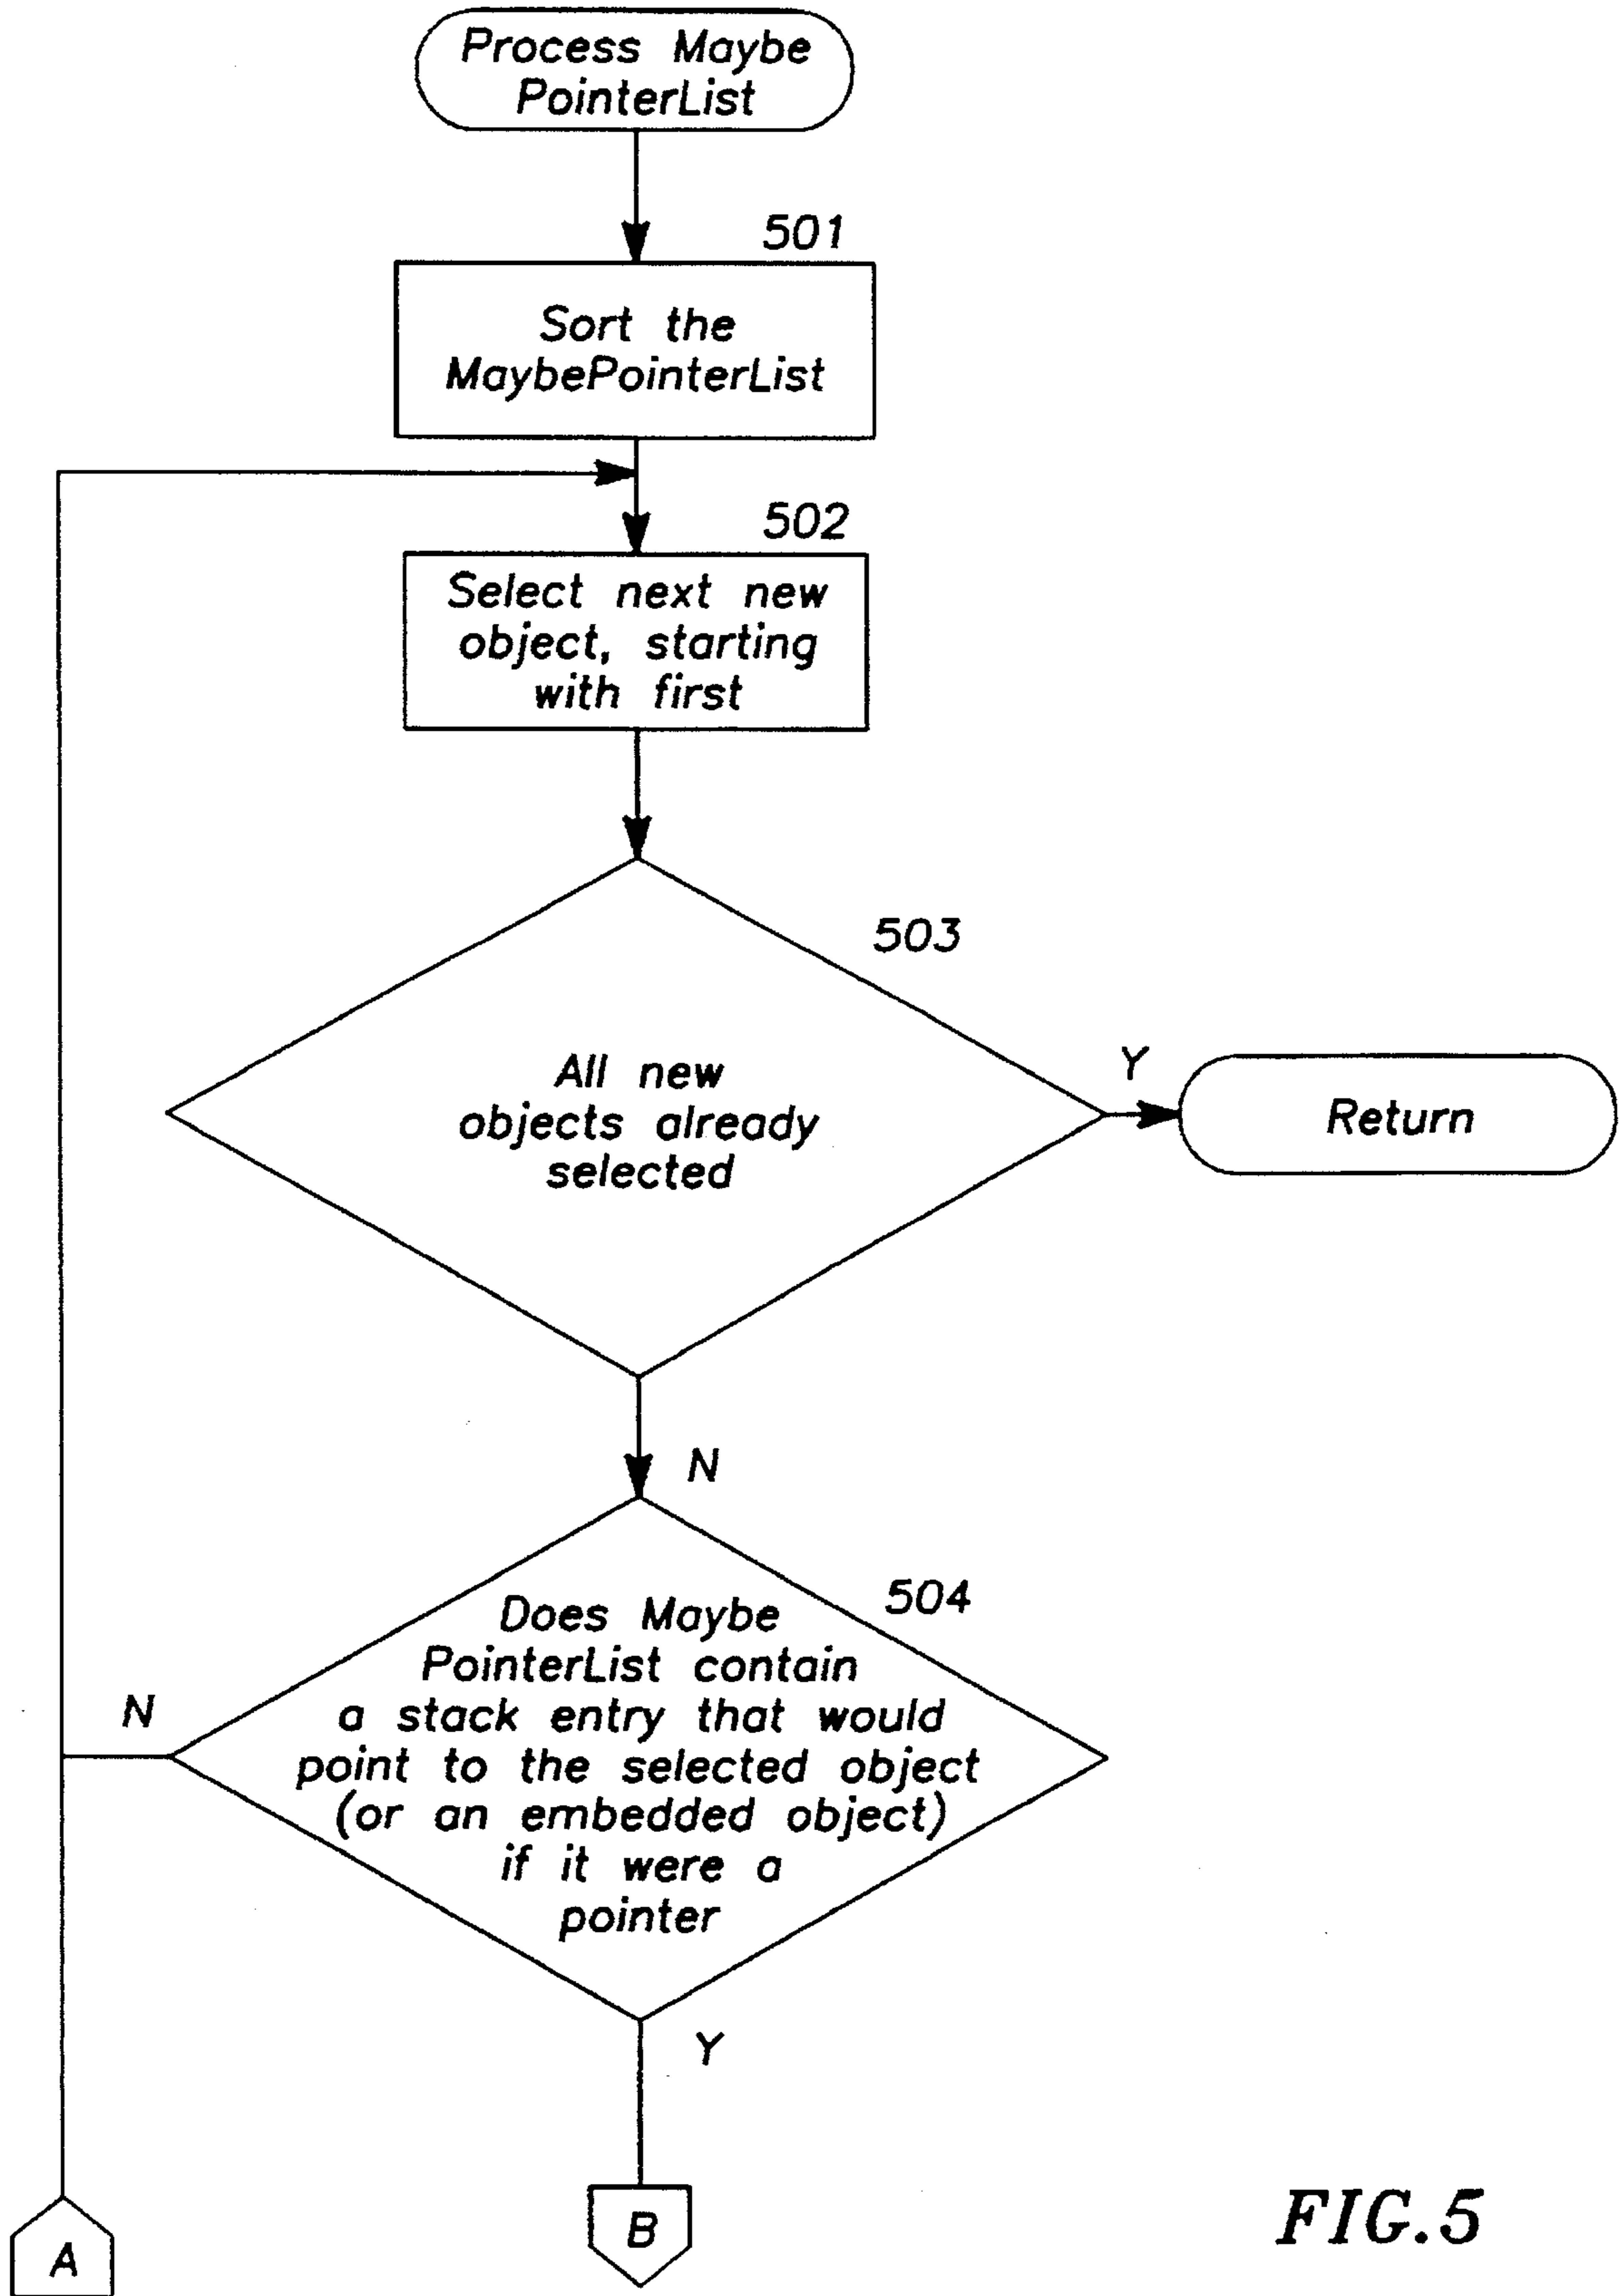 Process Maybe
PointerList
501
Sort the
MaybePointerList
502
Select next new
object, starting
with first
503
All new
objects already
selected
Y
Return
N
504
Does Maybe
PointerList contain
a stack entry that would
point to the selected object
(or an embedded object)
if it were a
pointer
N
Y
A
B
FIG.5